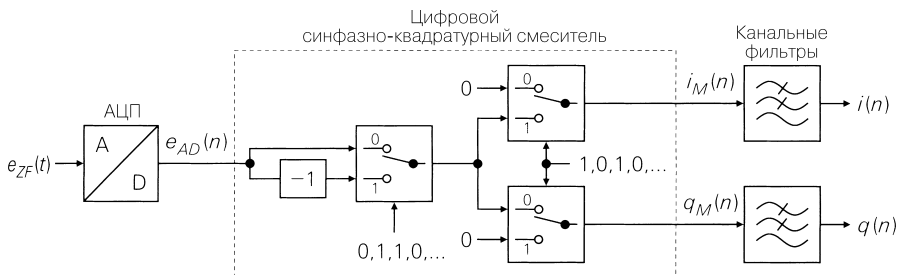 Цифровой
синфазно-квадратурный смеситель
Канальные
фильтры
АЦП
A
D
e_ZF(t)
e_AD(n)
−1
0
1
0,1,1,0,...
0
0
1
i_M(n)
i(n)
1,0,1,0,...
0
0
1
q_M(n)
q(n)